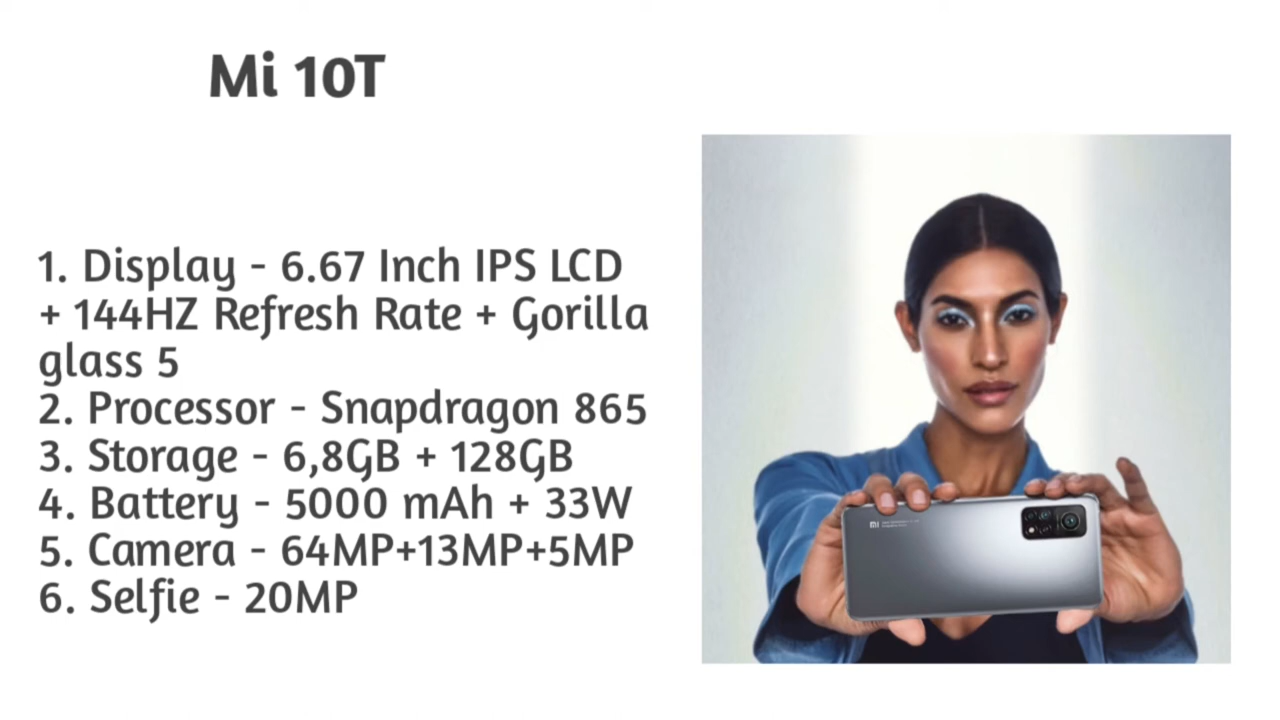 Mi 10T
1. Display - 6.67 Inch IPS LCD
+ 144HZ Refresh Rate + Gorilla
glass 5
2. Processor - Snapdragon 865
3. Storage - 6,8GB + 128GB
4. Battery - 5000 mAh + 33W
5. Camera - 64MP+13MP+5MP
6. Selfie - 20MP
mi